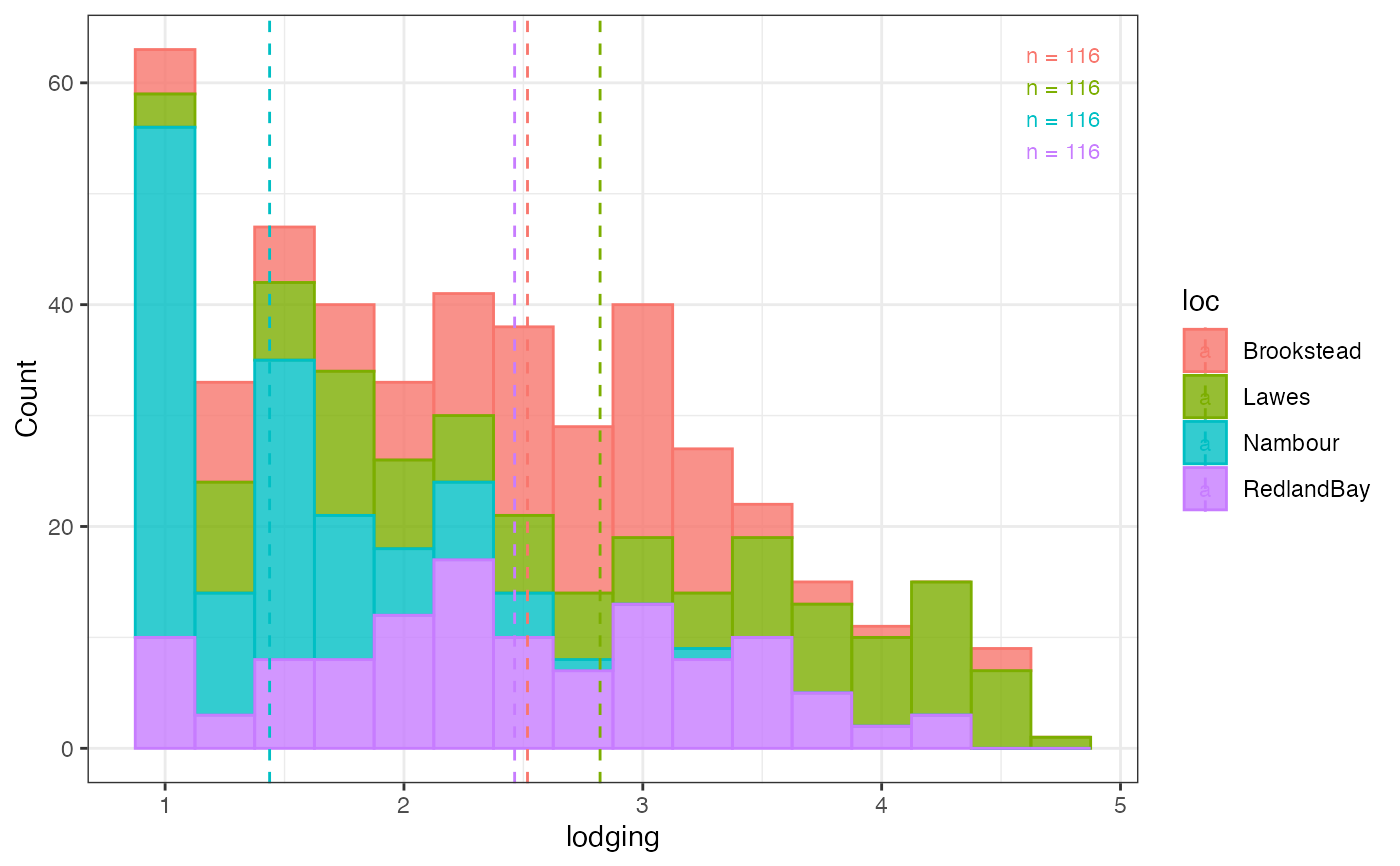 n = 116
n = 116
n = 116
n = 116
60
40
20
0
Count
1 2 3 4 5
lodging
loc
a Brookstead
a Lawes
a Nambour
a RedlandBay